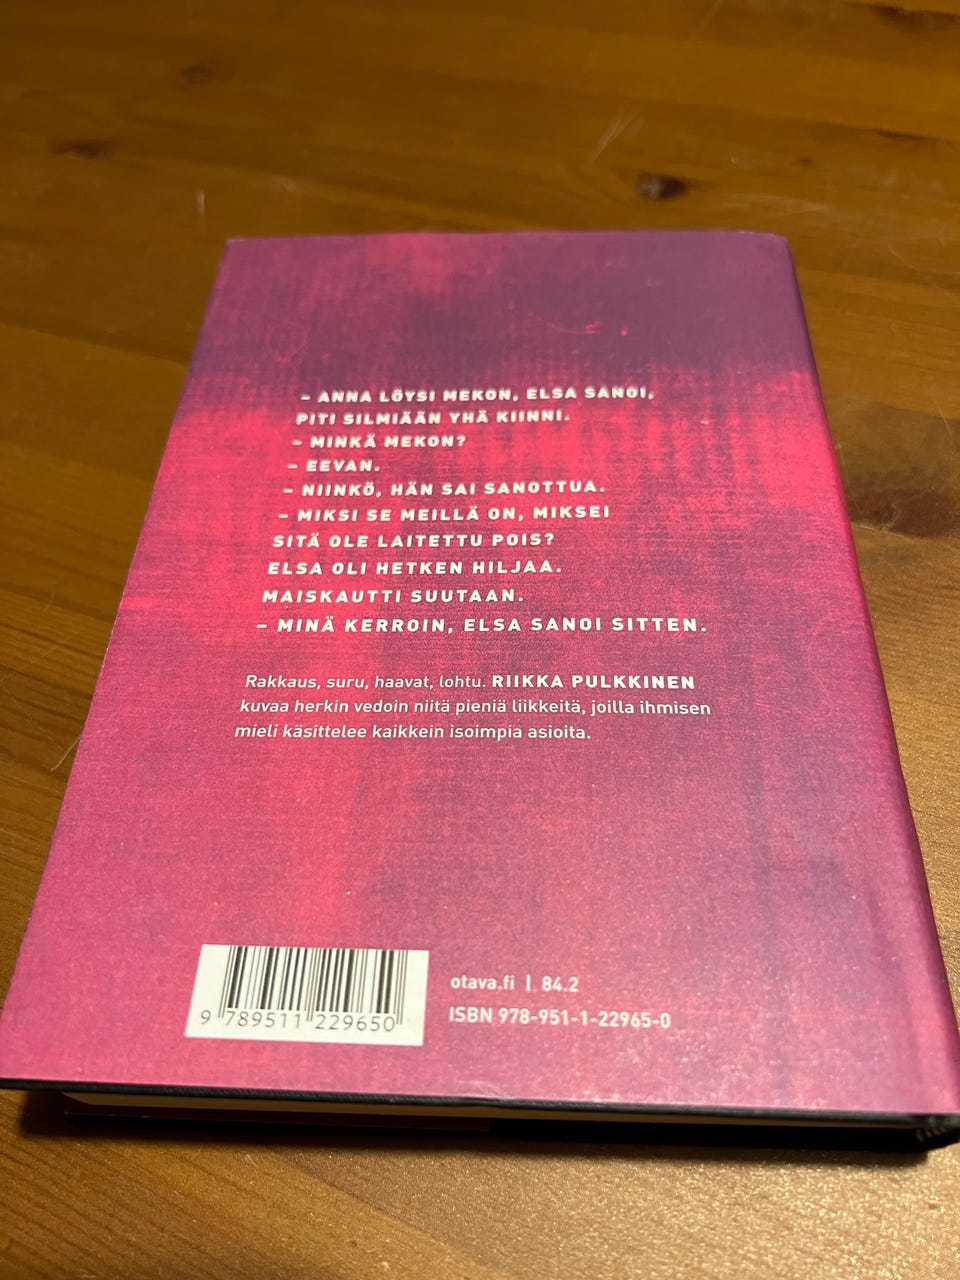 – ANNA LÖYSI MEKON, ELSA SANOI,
PITI SILMIÄÄN YHÄ KIINNI.
– MINKÄ MEKON?
– EEVAN.
– NIINKÖ, HÄN SAI SANOTTUA.
– MIKSI SE MEILLÄ ON, MIKSEI
SITÄ OLE LAITETTU POIS?
ELSA OLI HETKEN HILJAA.
MAISKAUTTI SUUTAAN.
– MINÄ KERROIN, ELSA SANOI SITTEN.
Rakkaus, suru, haavat, lohtu. RIIKKA PULKKINEN
kuvaa herkin vedoin niitä pieniä liikkeitä, joilla ihmisen
mieli käsittelee kaikkein isoimpia asioita.
otava.fi | 84.2
ISBN 978-951-1-22965-0
9 789511 229650